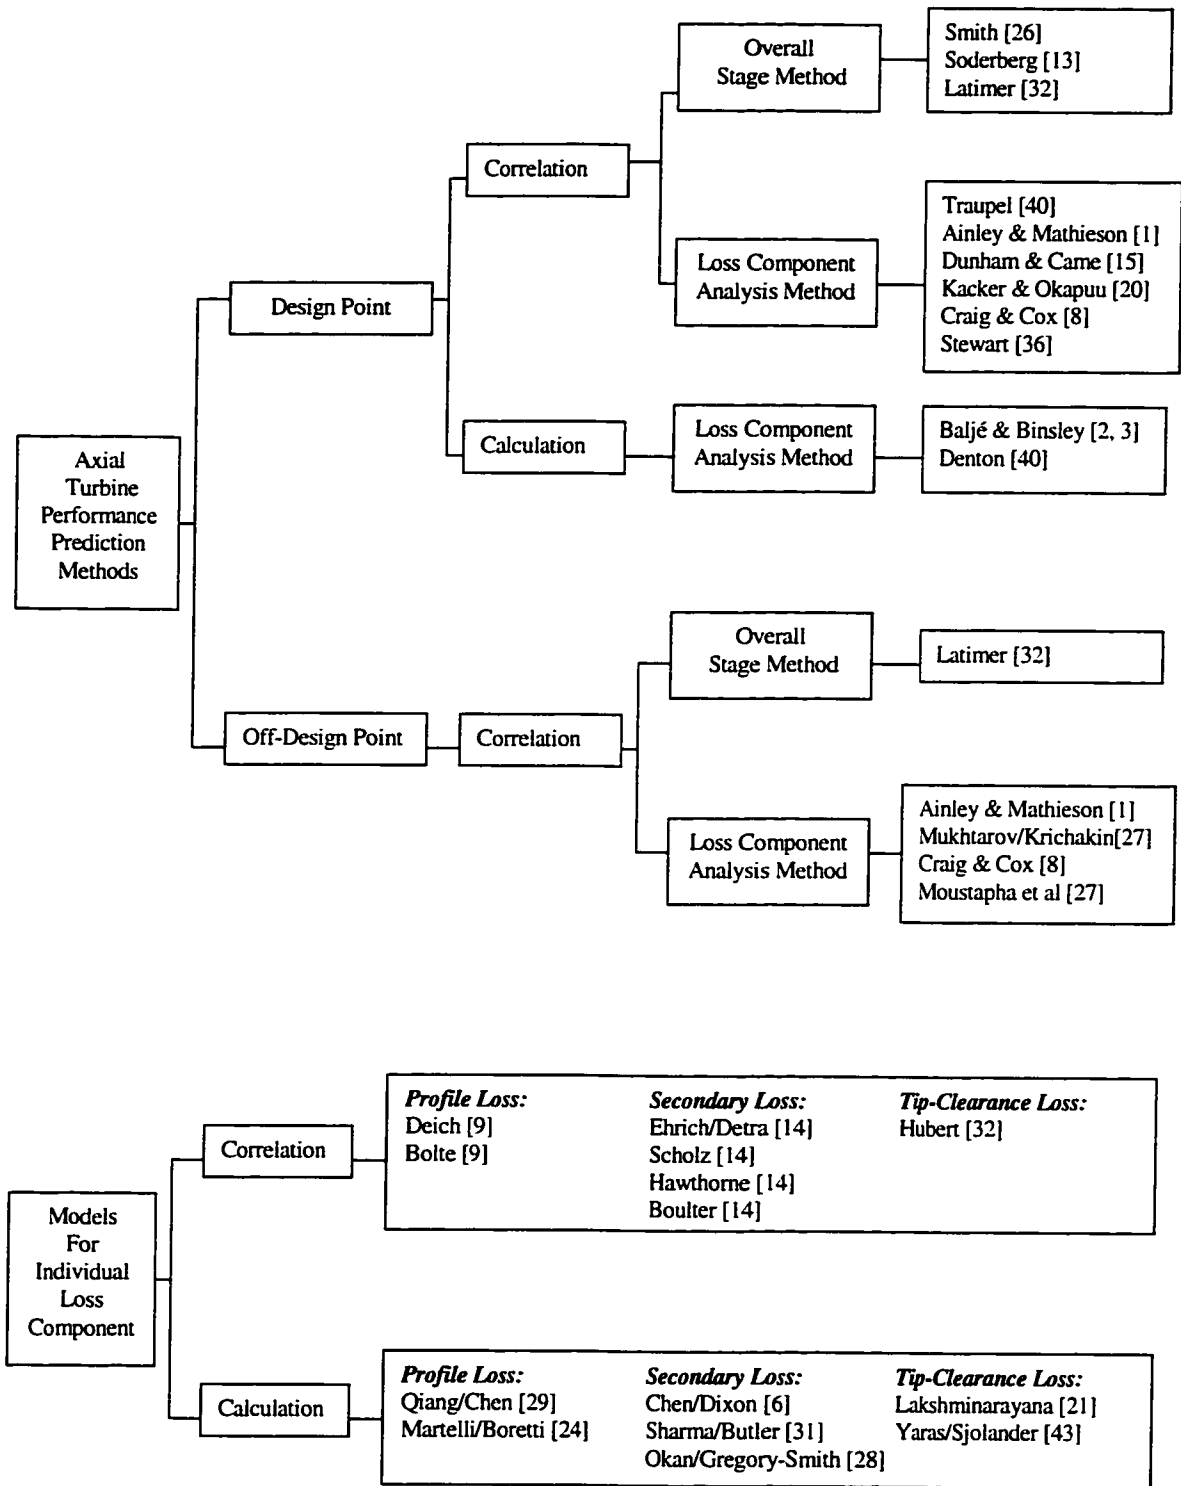 Overall
Stage Method
Smith [26]
Soderberg [13]
Latimer [32]
Correlation
Loss Component
Analysis Method
Traupel [40]
Ainley & Mathieson [1]
Dunham & Came [15]
Kacker & Okapuu [20]
Craig & Cox [8]
Stewart [36]
Design Point
Calculation
Loss Component
Analysis Method
Baljé & Binsley [2, 3]
Denton [40]
Axial
Turbine
Performance
Prediction
Methods
Overall
Stage Method
Latimer [32]
Off-Design Point
Correlation
Loss Component
Analysis Method
Ainley & Mathieson [1]
Mukhtarov/Krichakin[27]
Craig & Cox [8]
Moustapha et al [27]
Models
For
Individual
Loss
Component
Correlation
Profile Loss:
Deich [9]
Bolte [9]
Secondary Loss:
Ehrich/Detra [14]
Scholz [14]
Hawthorne [14]
Boulter [14]
Tip-Clearance Loss:
Hubert [32]
Calculation
Profile Loss:
Qiang/Chen [29]
Martelli/Boretti [24]
Secondary Loss:
Chen/Dixon [6]
Sharma/Butler [31]
Okan/Gregory-Smith [28]
Tip-Clearance Loss:
Lakshminarayana [21]
Yaras/Sjolander [43]